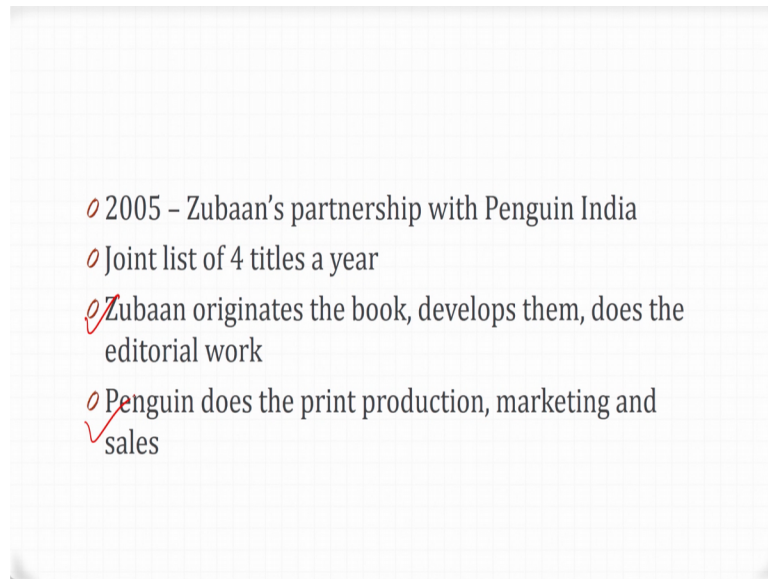 2005 – Zubaan's partnership with Penguin India
Joint list of 4 titles a year
Zubaan originates the book, develops them, does the
editorial work
Penguin does the print production, marketing and
sales